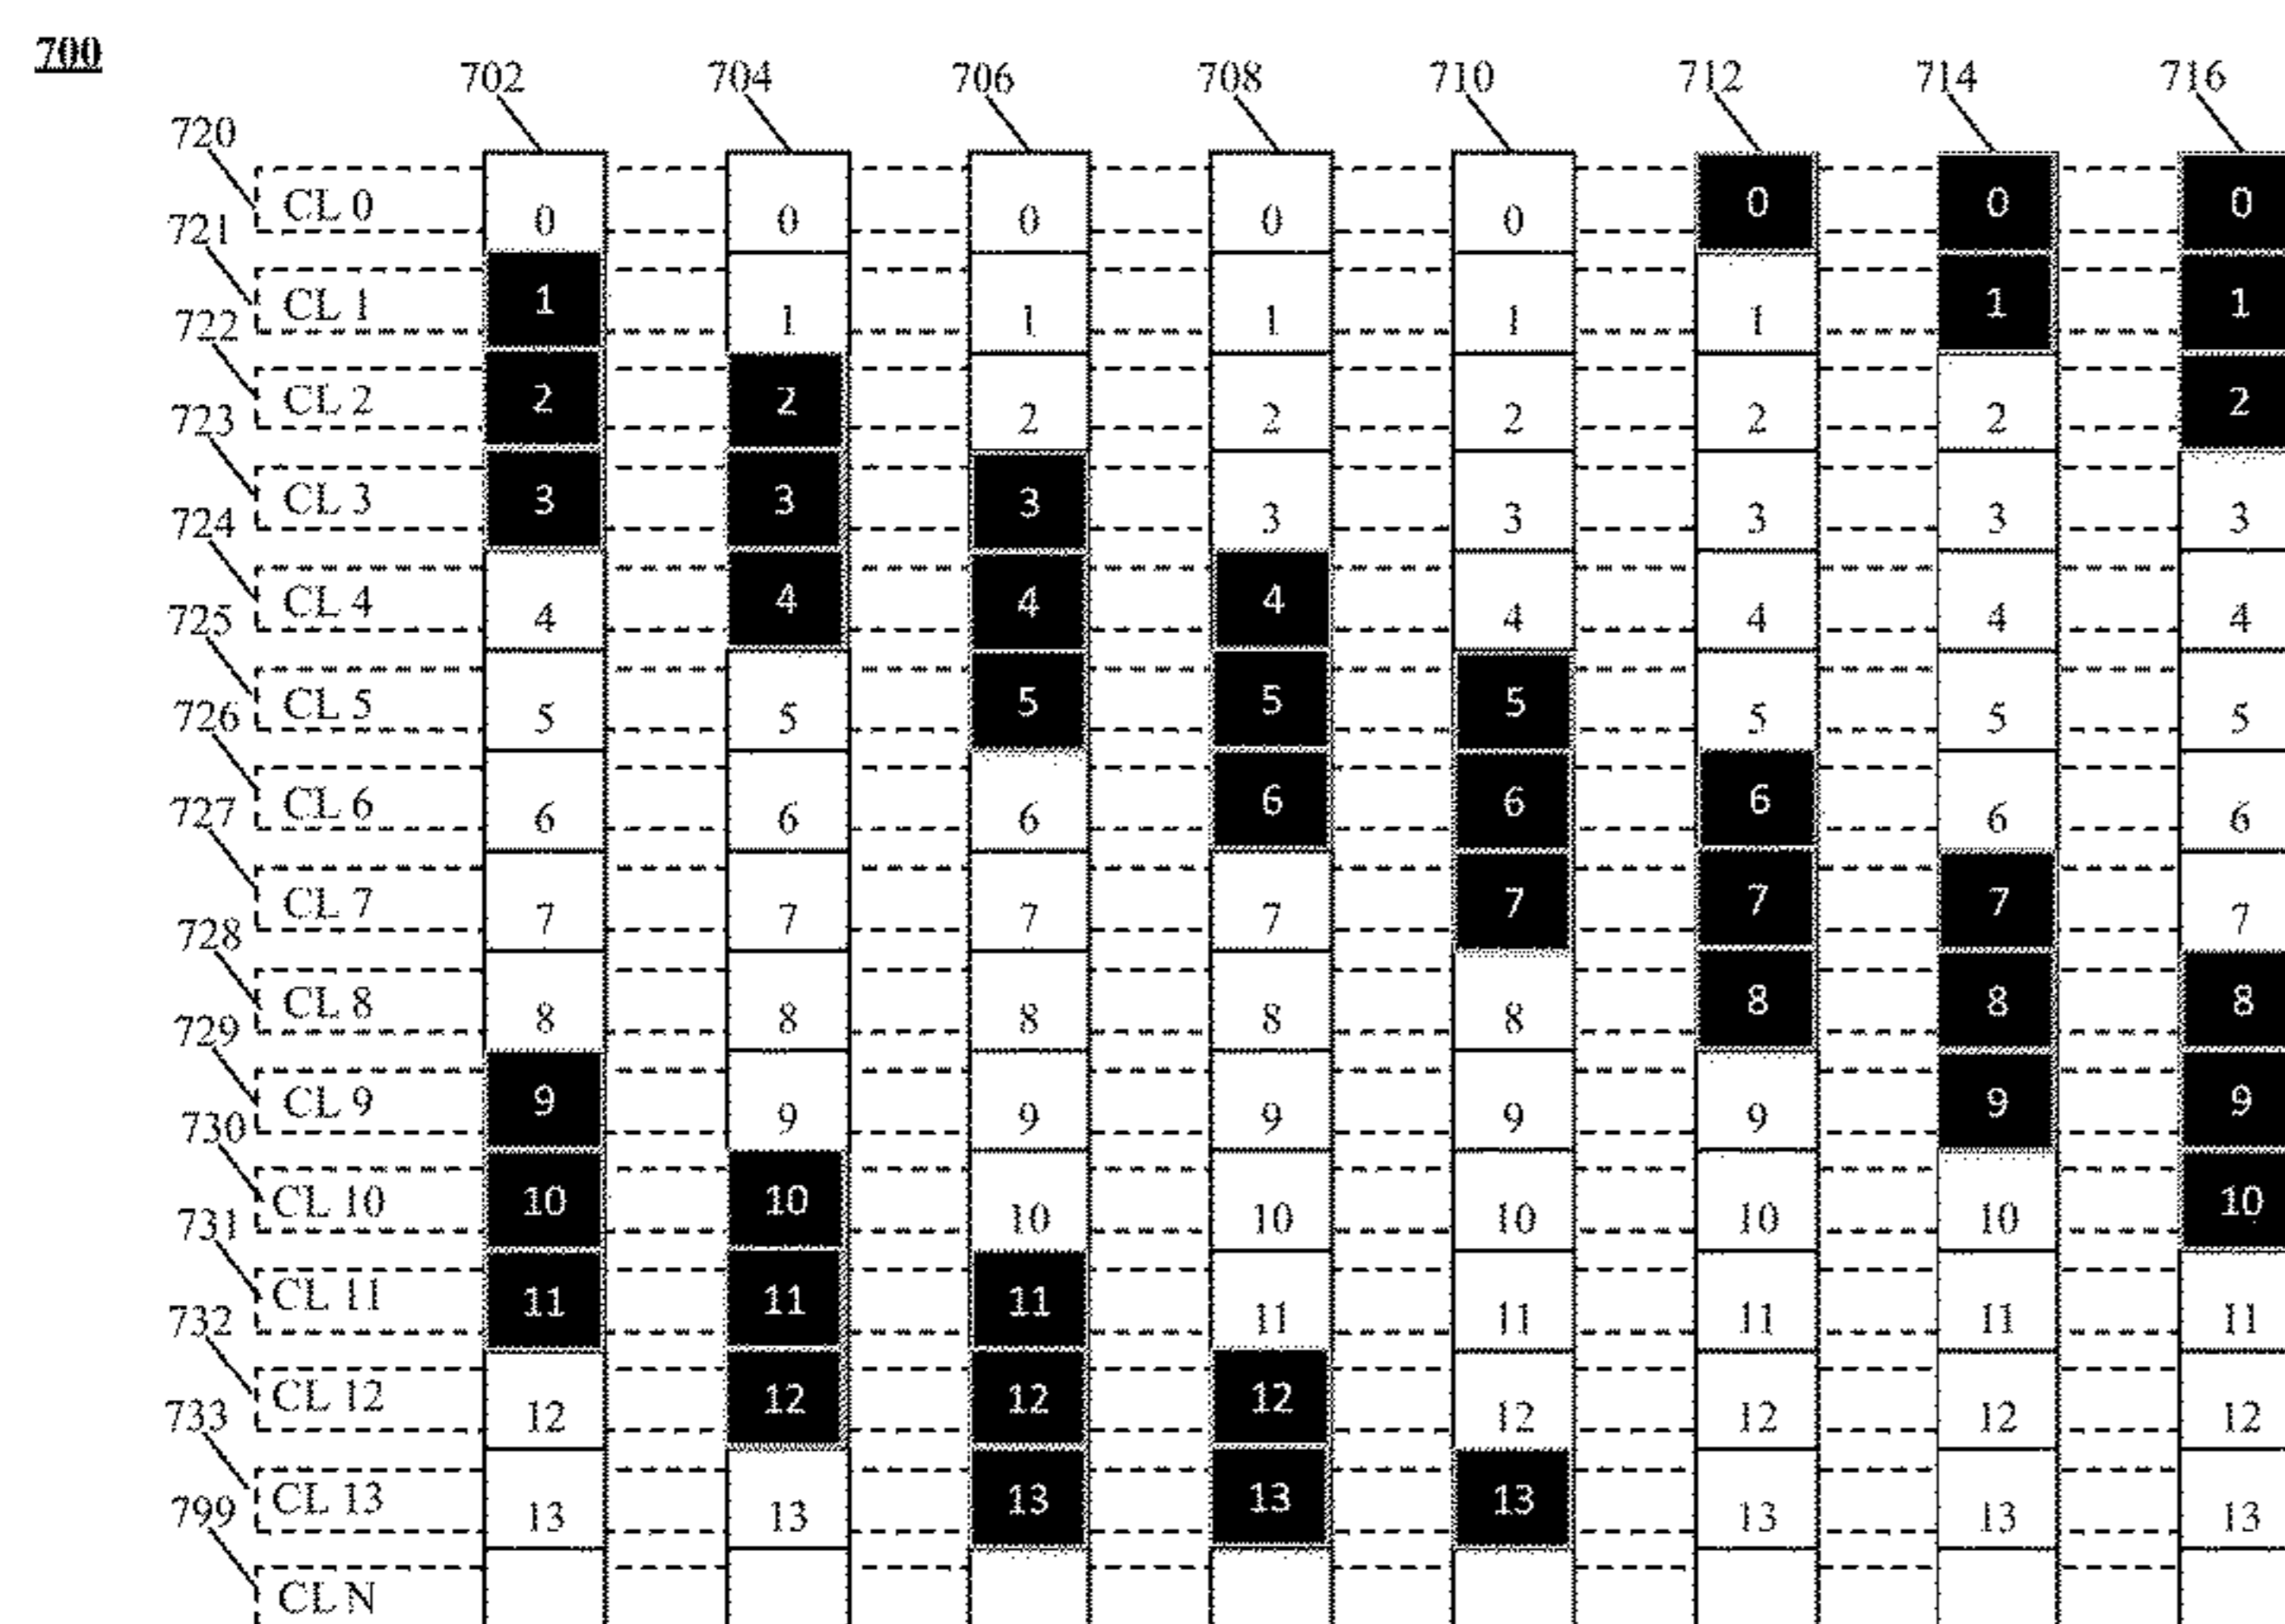 700
702 704 706 708 710 712 714 716
720
CL 0 0 0 0 0 0 0 0 0
721
CL 1 1 1 1 1 1 1 1 1
722
CL 2 2 2 2 2 2 2 2 2
723
CL 3 3 3 3 3 3 3 3 3
724
CL 4 4 4 4 4 4 4 4 4
725
CL 5 5 5 5 5 5 5 5 5
726
CL 6 6 6 6 6 6 6 6 6
727
CL 7 7 7 7 7 7 7 7 7
728
CL 8 8 8 8 8 8 8 8 8
729
CL 9 9 9 9 9 9 9 9 9
730
CL 10 10 10 10 10 10 10 10 10
731
CL 11 11 11 11 11 11 11 11 11
732
CL 12 12 12 12 12 12 12 12 12
733
CL 13 13 13 13 13 13 13 13 13
799
CL N